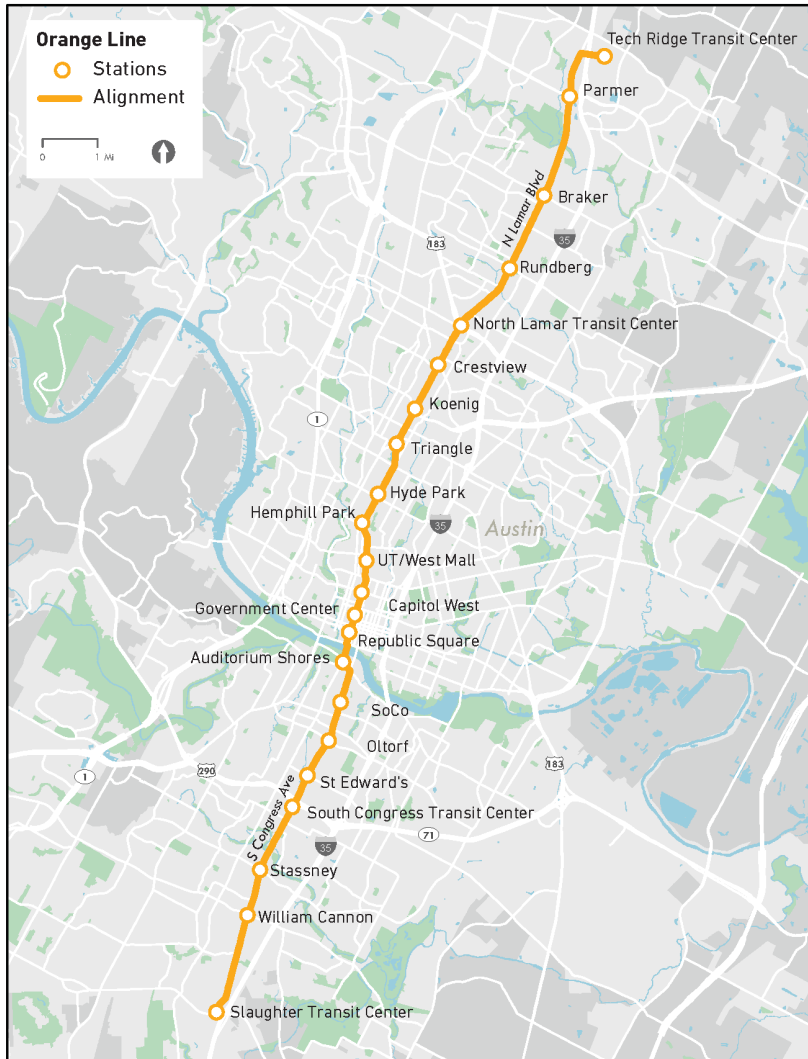 Orange Line
Stations
Alignment
0 1 Mi
Tech Ridge Transit Center
Parmer
N Lamar Blvd
Braker
183
35
Rundberg
North Lamar Transit Center
Crestview
Koenig
1
Triangle
Hyde Park
Hemphill Park
35
Austin
UT/West Mall
Capitol West
Government Center
Republic Square
Auditorium Shores
SoCo
Oltorf
183
1
290
St Edward's
S Congress Ave
South Congress Transit Center
71
35
Stassney
William Cannon
Slaughter Transit Center